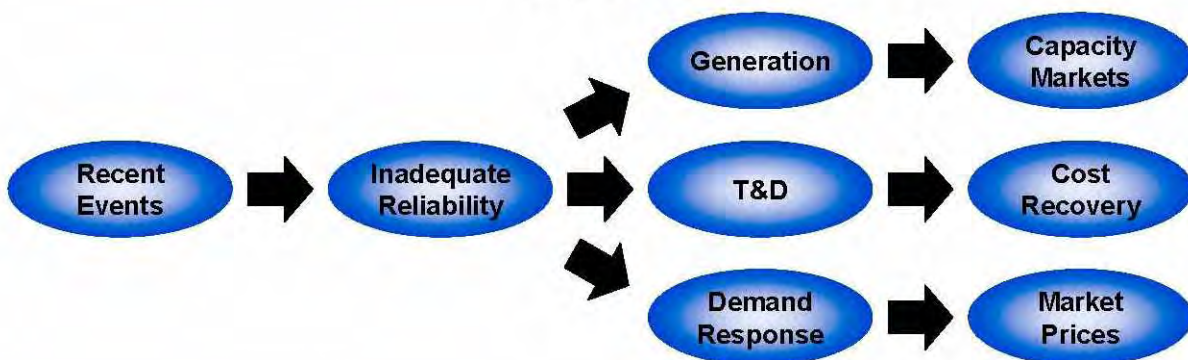 Recent
Events
Inadequate
Reliability
Generation
Capacity
Markets
T&D
Cost
Recovery
Demand
Response
Market
Prices